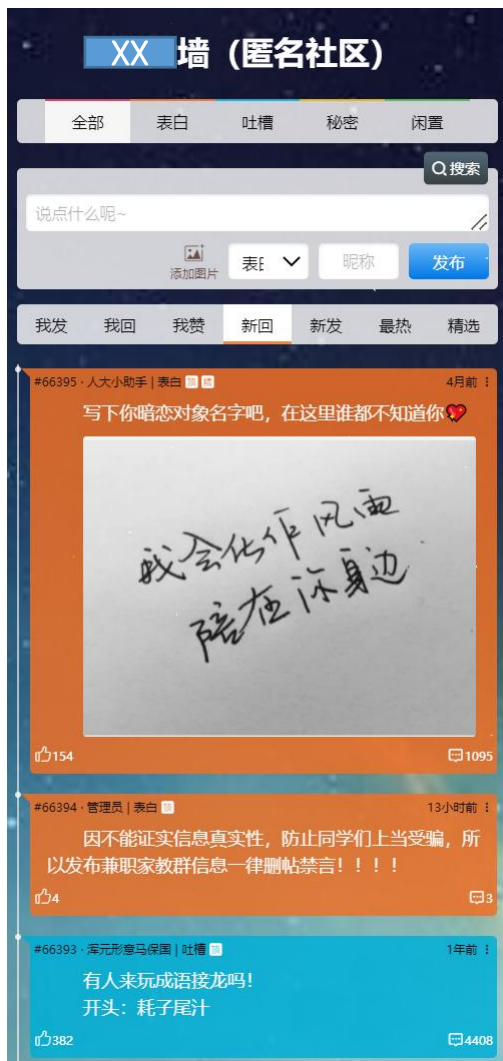 XX 墙（匿名社区）
全部 表白 吐槽 秘密 闲置
搜索
说点什么呢~
添加图片 表 昵称 发布
我发 我回 我赞 新回 新发 最热 精选
#66395 · 人大小助手 | 表白 顶 精 4月前
写下你暗恋对象名字吧，在这里谁都不知道你💘
我会化作风雨
陪在你身边
154 1095
#66394 · 管理员 | 表白 顶 13小时前
因不能证实信息真实性，防止同学们上当受骗，所
以发布兼职家教群信息一律删帖禁言！！！！
4 3
#66393 · 浑元形意马保国 | 吐槽 顶 1年前
有人来玩成语接龙吗！
开头：耗子尾汁
382 4408